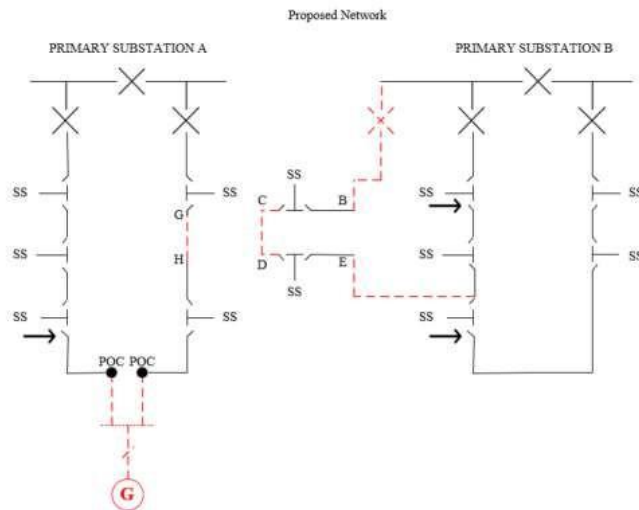 Proposed Network
PRIMARY SUBSTATION A
PRIMARY SUBSTATION B
SS
SS
SS
G
C
B
SS
SS
SS
H
D
E
SS
SS
SS
SS
SS
POC
POC
G